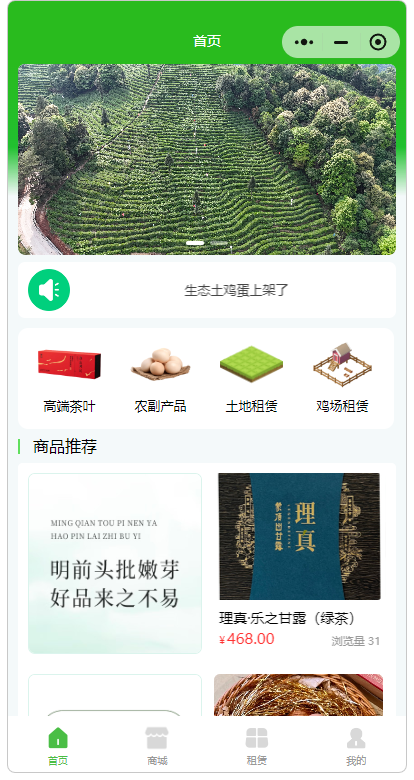 首页
生态土鸡蛋上架了
高端茶叶
农副产品
土地租赁
鸡场租赁
商品推荐
MING QIAN TOU PI NEN YA
HAO PIN LAI ZHI BU YI
明前头批嫩芽
好品来之不易
理真
蒙顶出甘露
理真·乐之甘露（绿茶）
¥468.00
浏览量 31
首页
商城
租赁
我的